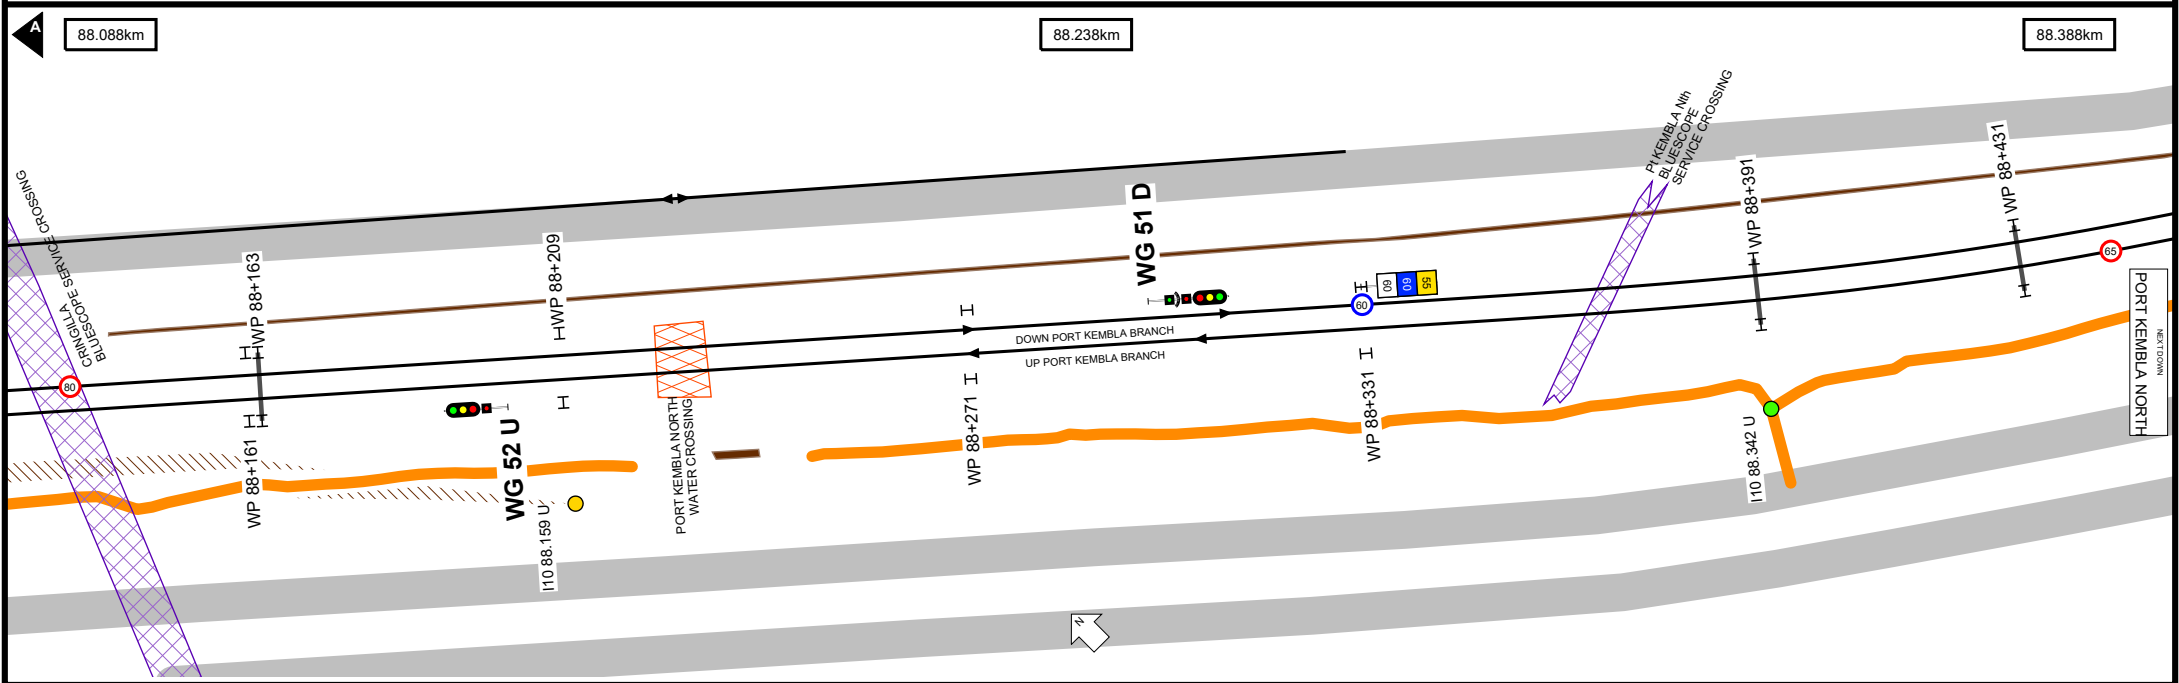 A
88.088km
88.238km
88.388km
CRINGILLA
BLUESCOPE SERVICE CROSSING
80
WP 88+163
WP 88+161
WP 88+209
WG 52 U
I10 88.159 U
PORT KEMBLA NORTH
WATER CROSSING
WP 88+271
DOWN PORT KEMBLA BRANCH
UP PORT KEMBLA BRANCH
WG 51 D
60
60
60
55
WP 88+331
Pt KEMBLA Nth
BLUESCOPE
SERVICE CROSSING
WP 88+391
I10 88.342 U
WP 88+431
65
PORT KEMBLA NORTH
NEXT DOWN
N